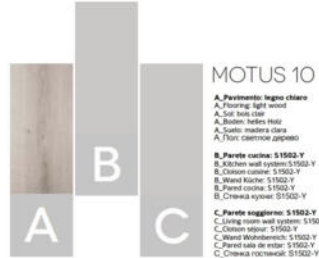 MOTUS 10
A_Pavimento: legno chiaro
A_Flooring: light wood
A_Sol: bois clair
A_Boden: helles Holz
A_Suelo: madera clara
A_Пол: светлое дерево
B_Parete cucina: S1502-Y
B_Kitchen wall system: S1502-Y
B_Cloison cuisine: S1502-Y
B_Wand Küche: S1502-Y
B_Pared cocina: S1502-Y
B_Стенка кухни: S1502-Y
C_Parete soggiorno: S1502-Y
C_Living room wall system: S1502-Y
C_Cloison séjour: S1502-Y
C_Wand Wohnbereich: S1502-Y
C_Pared sala de estar: S1502-Y
C_Стенка гостиной: S1502-Y
A
B
C